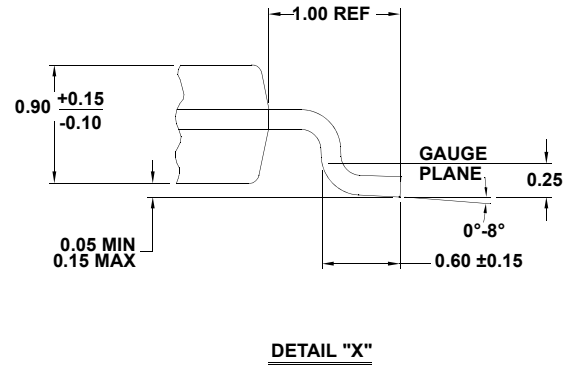 1.00 REF
+0.15
0.90
-0.10
GAUGE
PLANE
0.25
0.05 MIN
0.15 MAX
0°-8°
0.60 ±0.15
DETAIL "X"